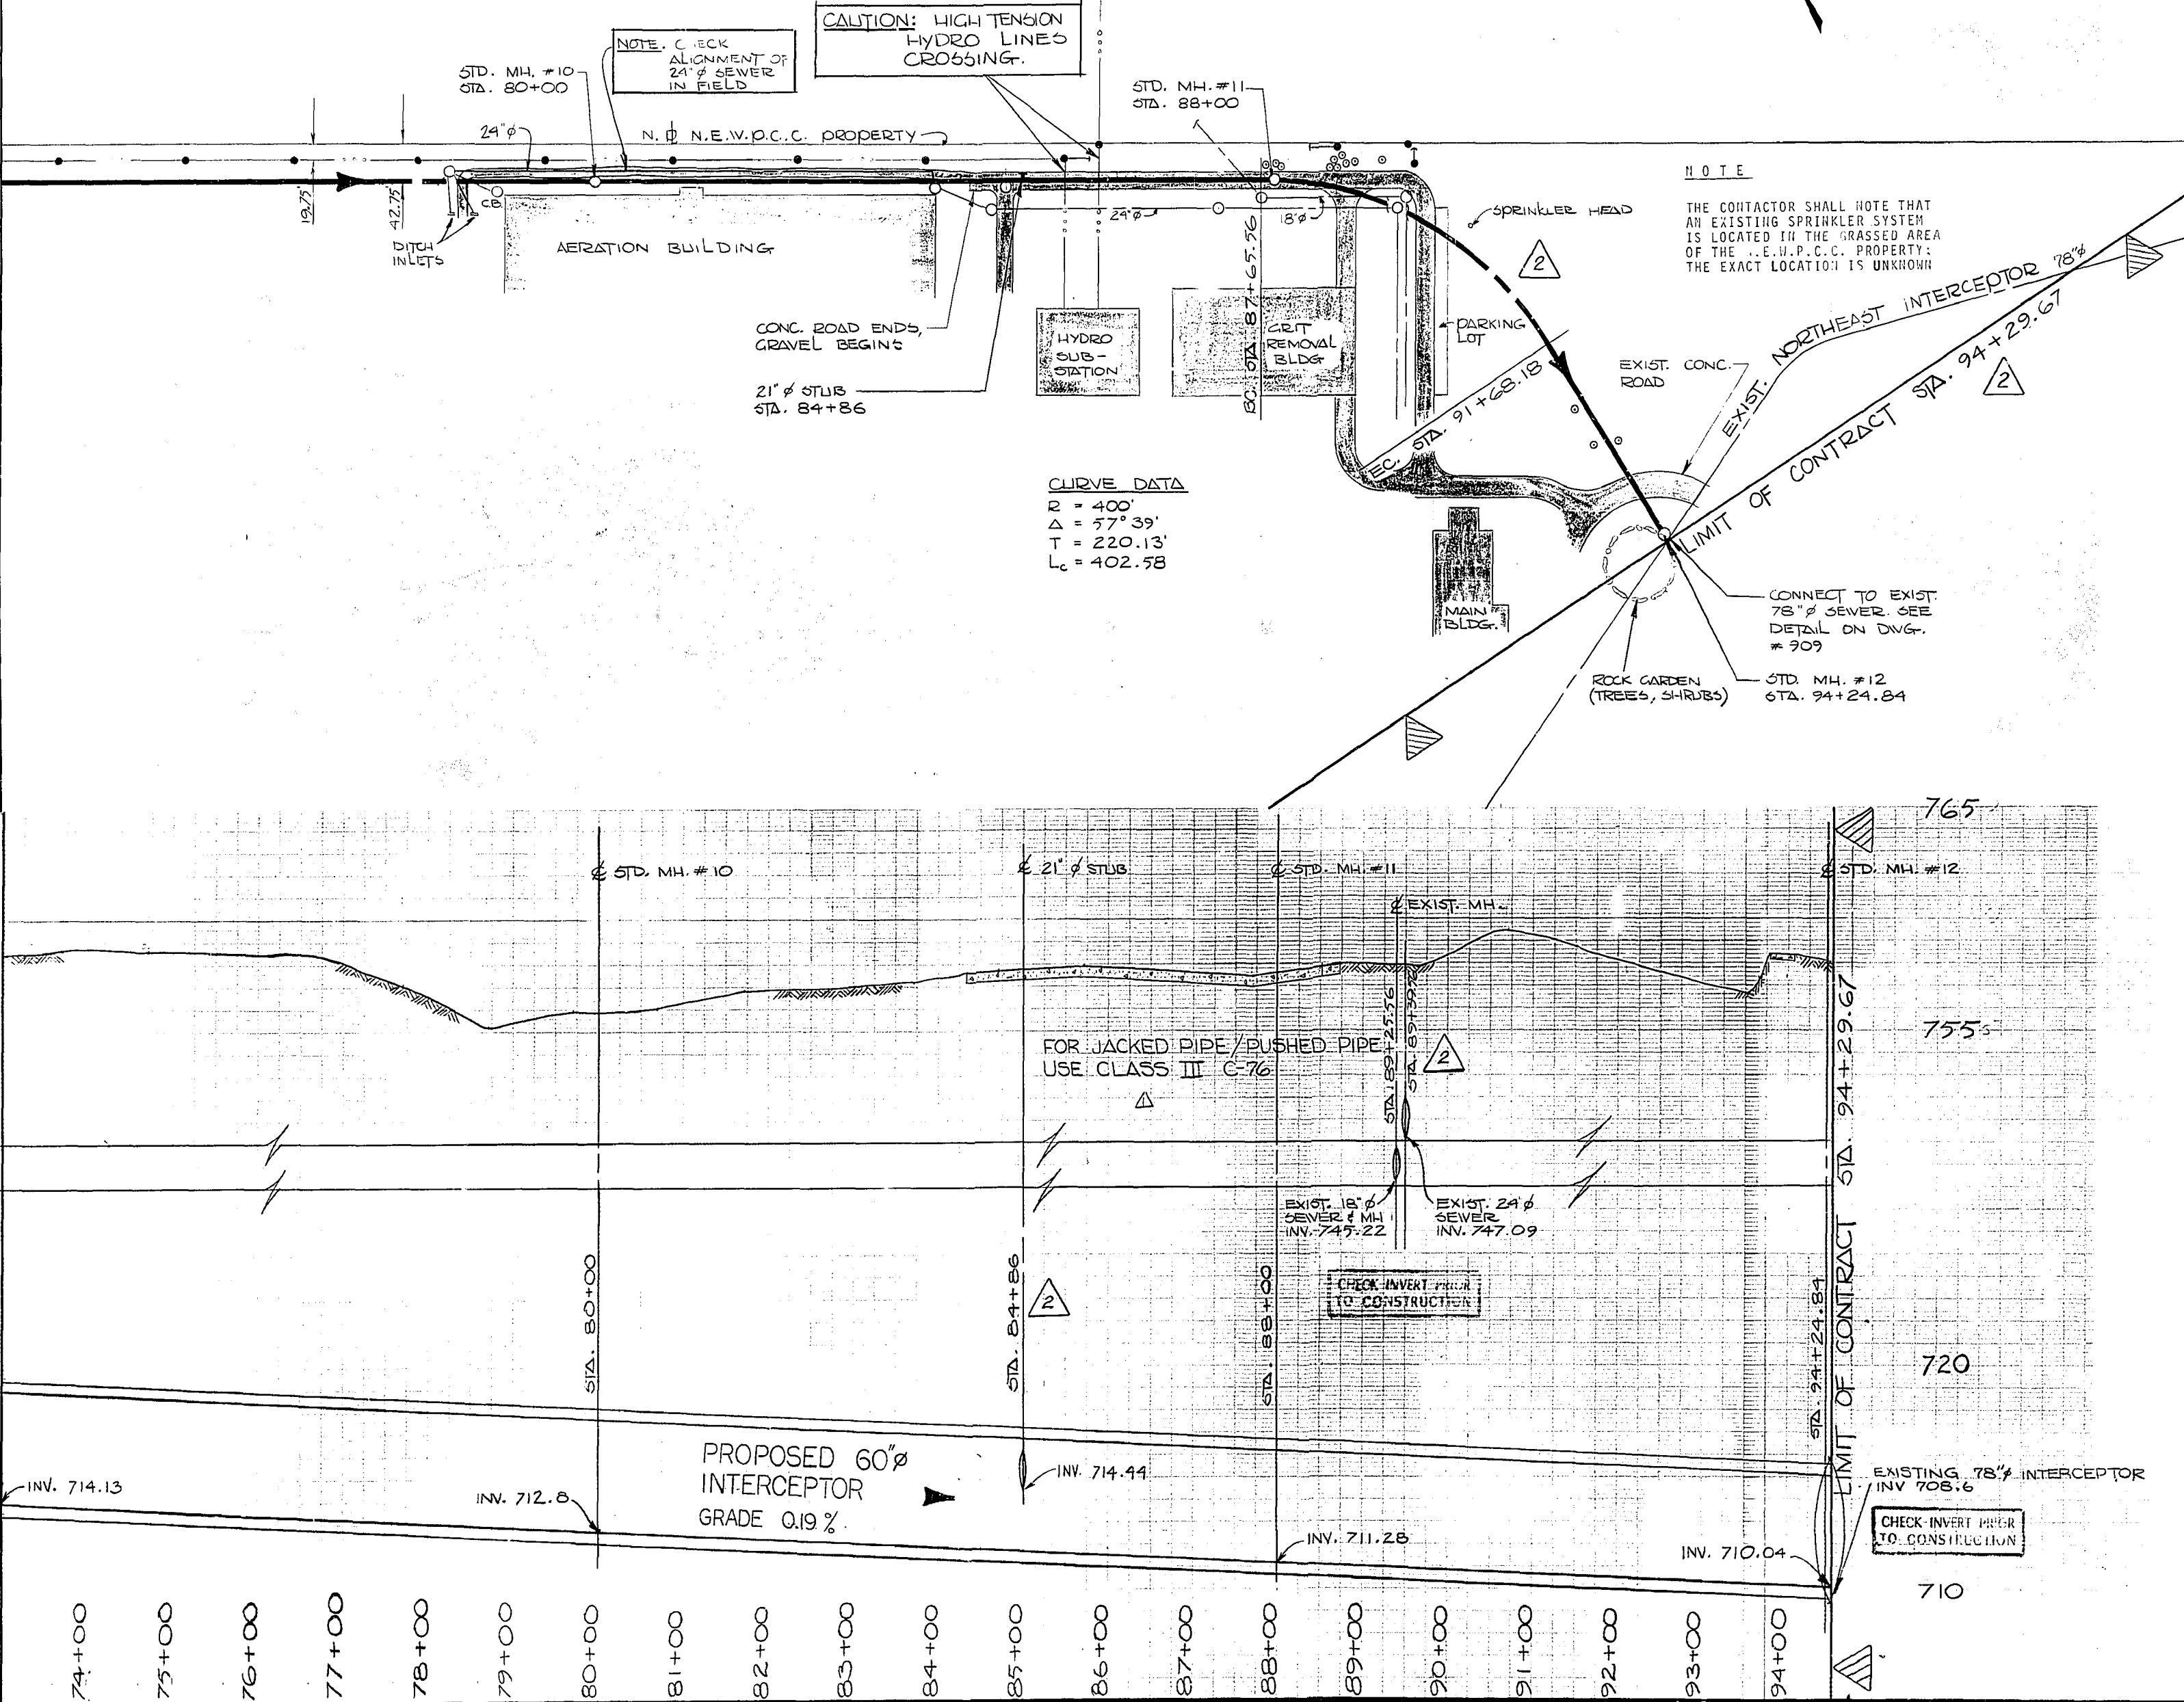 CAUTION: HIGH TENSION
HYDRO LINES
CROSSING.
NOTE. C ECK
ALIGNMENT OF
24"ø SEWER
IN FIELD
STD. MH. #10
STA. 80+00
STD. MH. #11
STA. 88+00
24"ø
N. ⅊ N.E.W.P.C.C. PROPERTY
19.75'
42.75'
DITCH
INLETS
C.B.
AERATION BUILDING
24"ø
18"ø
SPRINKLER HEAD
2
NOTE
THE CONTACTOR SHALL NOTE THAT
AN EXISTING SPRINKLER SYSTEM
IS LOCATED IN THE GRASSED AREA
OF THE ..E.W.P.C.C. PROPERTY;
THE EXACT LOCATION IS UNKNOWN
CONC. ROAD ENDS,
GRAVEL BEGINS
21"ø STUB
STA. 84+86
HYDRO
SUB-
STATION
GRIT
REMOVAL
BLDG
BC. STA. 87+65.56
PARKING
LOT
EC. STA. 91+68.18
EXIST. CONC.
ROAD
EXIST. NORTHEAST INTERCEPTOR 78"ø
LIMIT OF CONTRACT STA. 94+29.67
2
CURVE DATA
R = 400'
Δ = 57°39'
T = 220.13'
Lc = 402.58
MAIN
BLDG.
CONNECT TO EXIST.
78"ø SEWER. SEE
DETAIL ON DWG.
# 909
ROCK GARDEN
(TREES, SHRUBS)
STD. MH. #12
STA. 94+24.84
765
℄ STD. MH. #10
℄ 21"ø STUB
℄ STD. MH. #11
℄ STD. MH. #12
℄ EXIST. MH.
755
FOR JACKED PIPE/PUSHED PIPE
USE CLASS III C-76
1
STA. 89+25.56
STA. 89+39.56
2
EXIST. 18"ø
SEWER & MH
INV. 745.22
EXIST. 24"ø
SEWER
INV. 747.09
CHECK INVERT PRIOR
TO CONSTRUCTION
STA. 80+00
STA. 84+86
2
STA. 88+00
STA. 94+24.84
LIMIT OF CONTRACT STA. 94+29.67
720
PROPOSED 60"ø
INTERCEPTOR
GRADE 0.19%.
INV. 714.13
INV. 712.8
INV. 714.44
INV. 711.28
INV. 710.04
EXISTING 78"ø INTERCEPTOR
INV 708.6
CHECK INVERT PRIOR
TO CONSTRUCTION
710
74+00
75+00
76+00
77+00
78+00
79+00
80+00
81+00
82+00
83+00
84+00
85+00
86+00
87+00
88+00
89+00
90+00
91+00
92+00
93+00
94+00